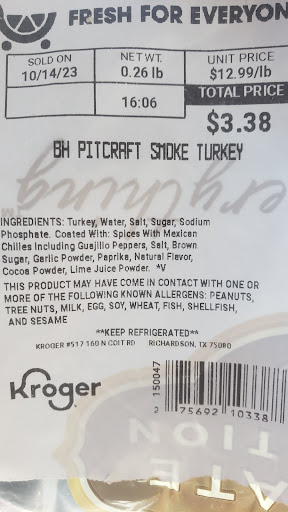 FRESH FOR EVERYON
SOLD ON
10/14/23
NET WT.
0.26 lb
UNIT PRICE
$12.99/lb
16:06
TOTAL PRICE
$3.38
BH PITCRAFT SMOKE TURKEY
INGREDIENTS: Turkey, Water, Salt, Sugar, Sodium
Phosphate. Coated With: Spices With Mexican
Chilies Including Guajillo Peppers, Salt, Brown
Sugar, Garlic Powder, Paprika, Natural Flavor,
Cocoa Powder, Lime Juice Powder. *V
THIS PRODUCT MAY HAVE COME IN CONTACT WITH ONE OR
MORE OF THE FOLLOWING KNOWN ALLERGENS: PEANUTS,
TREE NUTS, MILK, EGG, SOY, WHEAT, FISH, SHELLFISH,
AND SESAME
**KEEP REFRIGERATED**
KROGER #517 160 N COIT RD RICHARDSON, TX 75080
Kroger
150047
2 75692 10338